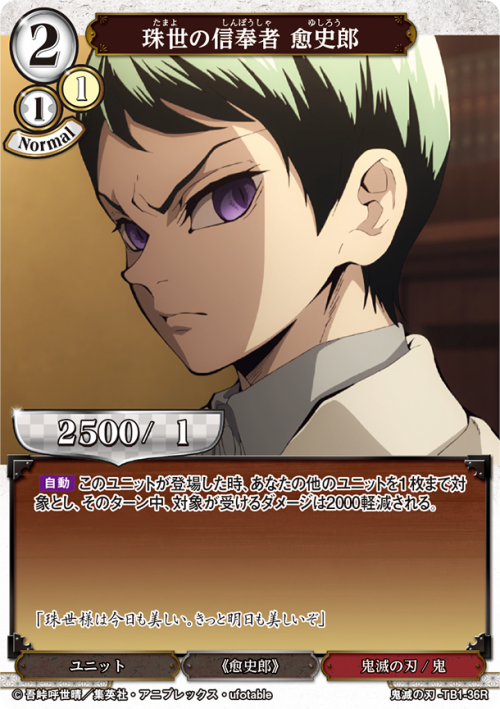 2
たまよ しんぽうしゃ ゆしろう
珠世の信奉者 愈史郎
1
1
Normal
2500/ 1
自動 このユニットが登場した時、あなたの他のユニットを1枚まで対
象とし、そのターン中、対象が受けるダメージは2000軽減される。
「珠世様は今日も美しい。きっと明日も美しいぞ」
ユニット
《愈史郎》
鬼滅の刃/鬼
©吾峠呼世晴／集英社・アニプレックス・ufotable
鬼滅の刃 -TB1-36R